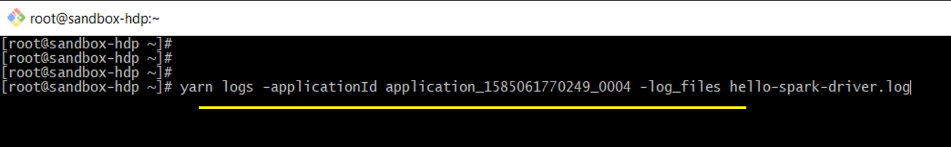 root@sandbox-hdp:~
[root@sandbox-hdp ~]#
[root@sandbox-hdp ~]#
[root@sandbox-hdp ~]#
[root@sandbox-hdp ~]# yarn logs -applicationId application_1585061770249_0004 -log_files hello-spark-driver.log